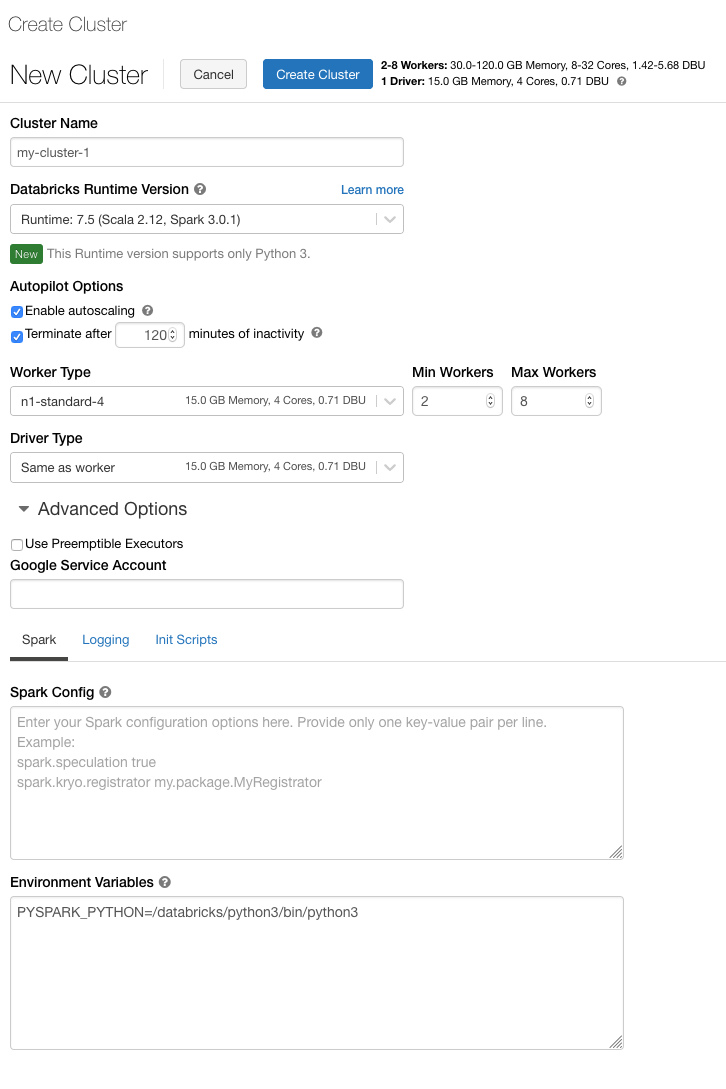 Create Cluster
New Cluster
Cancel
Create Cluster
2-8 Workers: 30.0-120.0 GB Memory, 8-32 Cores, 1.42-5.68 DBU
1 Driver: 15.0 GB Memory, 4 Cores, 0.71 DBU ?
Cluster Name
my-cluster-1
Databricks Runtime Version ? Learn more
Runtime: 7.5 (Scala 2.12, Spark 3.0.1)
New This Runtime version supports only Python 3.
Autopilot Options
Enable autoscaling ?
Terminate after 120 minutes of inactivity ?
Worker Type Min Workers Max Workers
n1-standard-4 15.0 GB Memory, 4 Cores, 0.71 DBU 2 8
Driver Type
Same as worker 15.0 GB Memory, 4 Cores, 0.71 DBU
Advanced Options
Use Preemptible Executors
Google Service Account
Spark Logging Init Scripts
Spark Config ?
Enter your Spark configuration options here. Provide only one key-value pair per line.
Example:
spark.speculation true
spark.kryo.registrator my.package.MyRegistrator
Environment Variables ?
PYSPARK_PYTHON=/databricks/python3/bin/python3